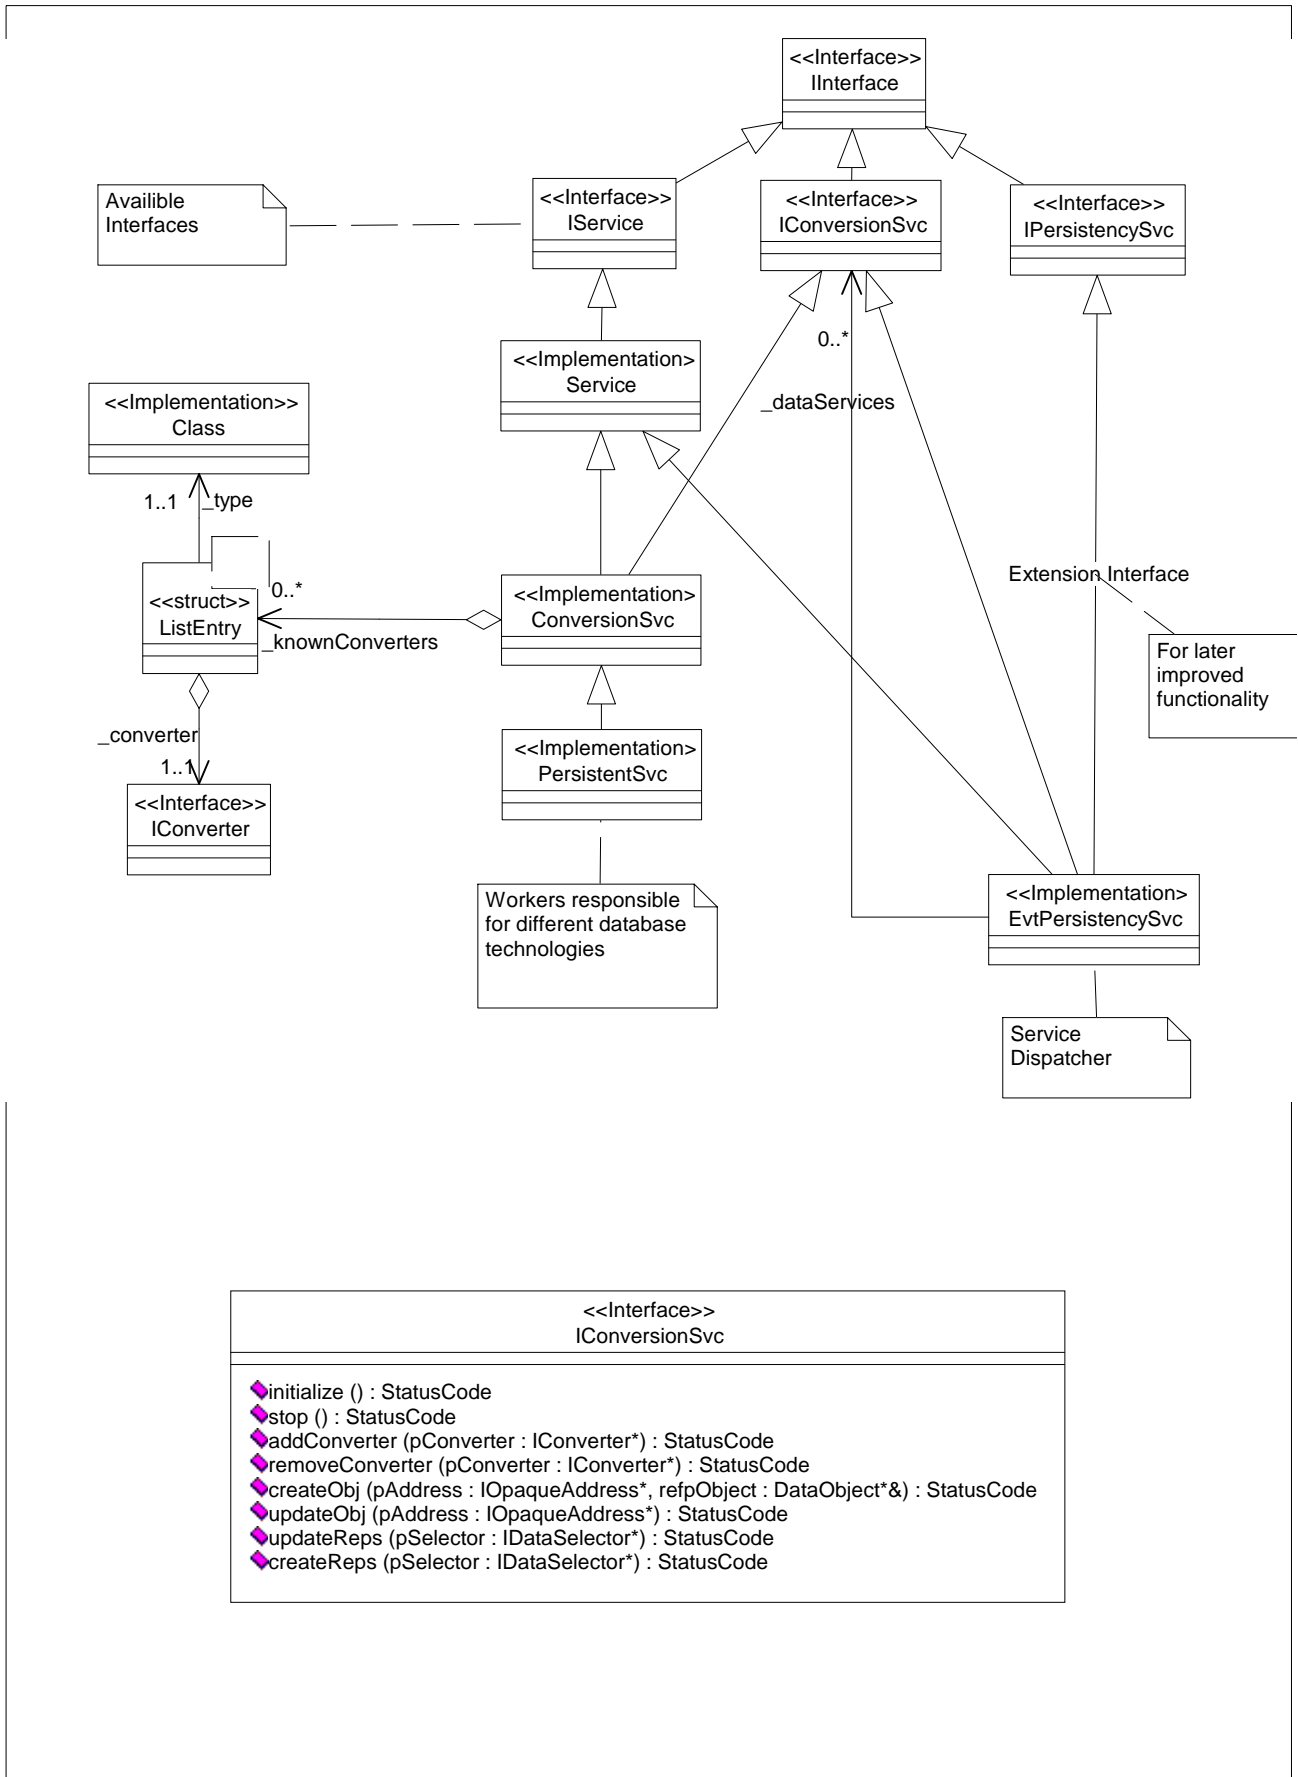 <<Interface>>
IInterface
Availible
Interfaces
<<Interface>>
IService
<<Interface>>
IConversionSvc
<<Interface>>
IPersistencySvc
0..*
<<Implementation>
Service
_dataServices
<<Implementation>>
Class
1..1
_type
0..*
<<struct>>
ListEntry
_knownConverters
<<Implementation>
ConversionSvc
Extension Interface
For later
improved
functionality
_converter
1..1
<<Interface>>
IConverter
<<Implementation>
PersistentSvc
Workers responsible
for different database
technologies
<<Implementation>
EvtPersistencySvc
Service
Dispatcher
<<Interface>>
IConversionSvc
initialize () : StatusCode
stop () : StatusCode
addConverter (pConverter : IConverter*) : StatusCode
removeConverter (pConverter : IConverter*) : StatusCode
createObj (pAddress : IOpaqueAddress*, refpObject : DataObject*&) : StatusCode
updateObj (pAddress : IOpaqueAddress*) : StatusCode
updateReps (pSelector : IDataSelector*) : StatusCode
createReps (pSelector : IDataSelector*) : StatusCode